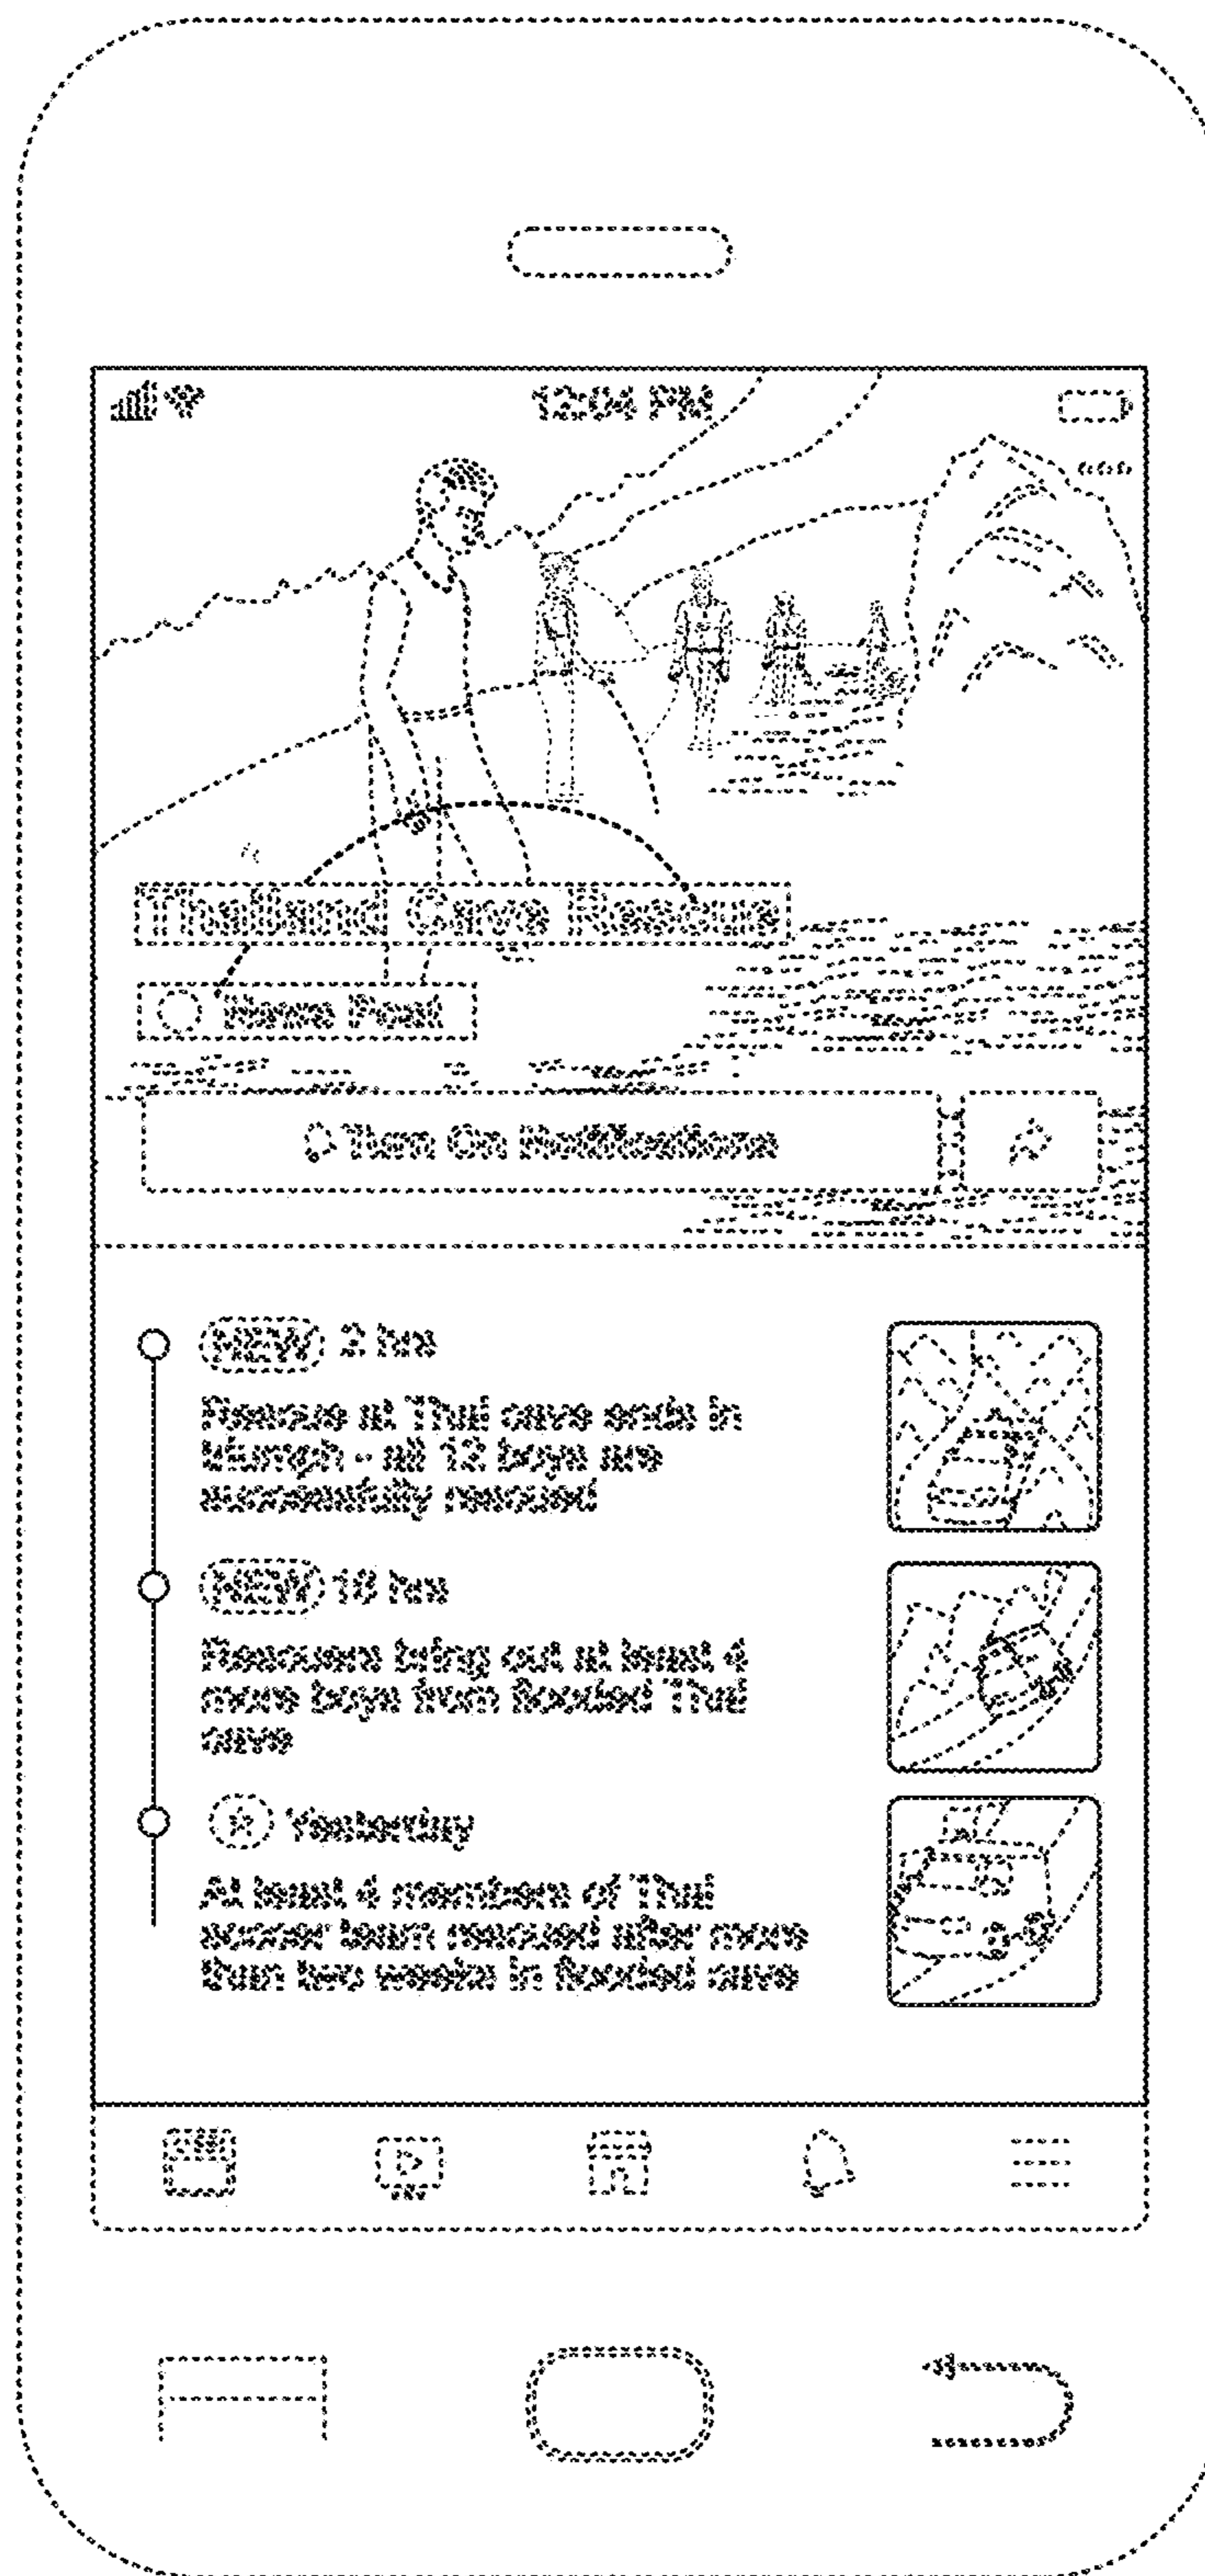 12:04 PM
Thailand Cave Rescue
News Feat
Turn On Notifications
NEW 2 hrs
Rescue at Thai cave ends in
triumph - all 12 boys are
successfully rescued
NEW 16 hrs
Rescuers bring out at least 4
more boys from flooded Thai
cave
Yesterday
At least 4 members of Thai
soccer team rescued after more
than two weeks in flooded cave